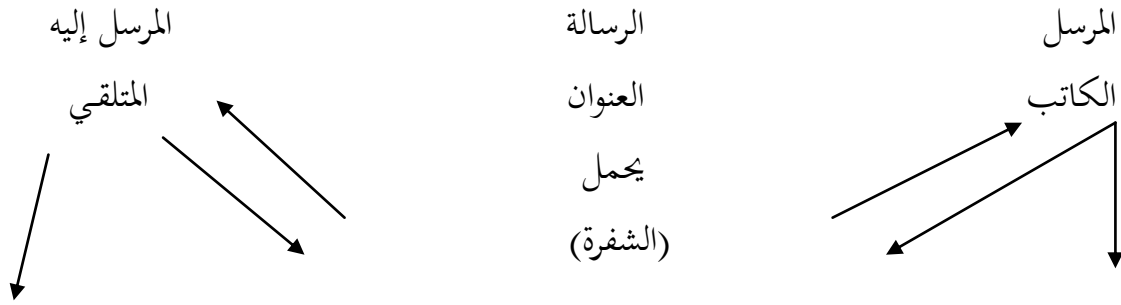 المرسل الرسالة المرسل إليه
الكاتب العنوان المتلقي
يحمل
(الشفرة)